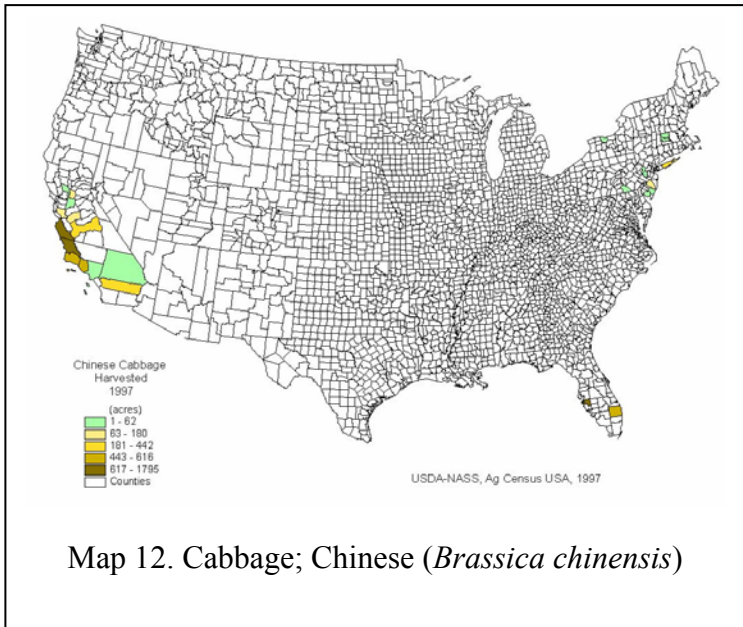 Chinese Cabbage
Harvested
1997
(acres)
1 - 62
63 - 180
181 - 442
443 - 616
617 - 1795
Counties
USDA-NASS, Ag Census USA, 1997
Map 12. Cabbage; Chinese (Brassica chinensis)